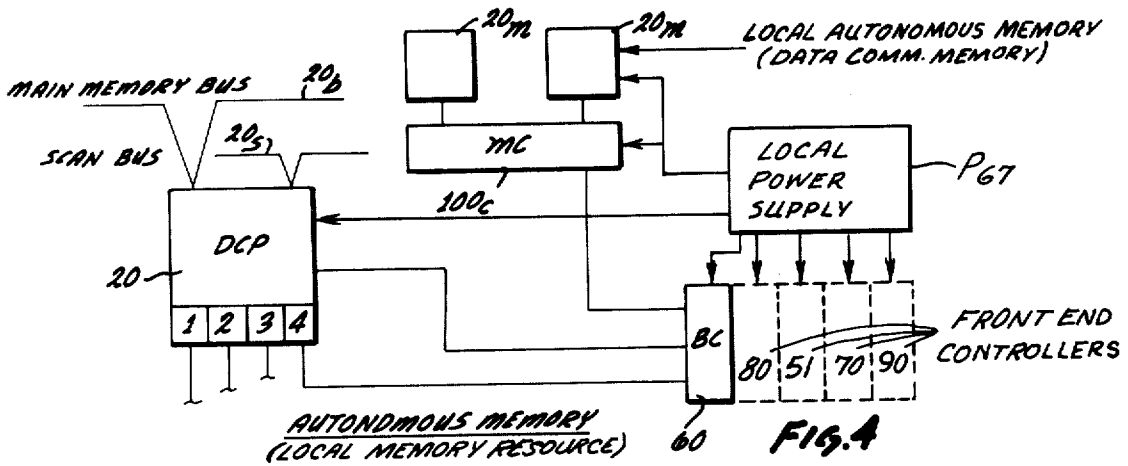 20m
20m
LOCAL AUTONOMOUS MEMORY
(DATA COMM. MEMORY)
MAIN MEMORY BUS
20b
SCAN BUS
20s
MC
100c
LOCAL
POWER
SUPPLY
P67
DCP
20
1 2 3 4
BC
80 51 70 90
FRONT END
CONTROLLERS
60
AUTONDMOUS MEMORY
(LOCAL MEMORY RESOURCE)
FIG.4